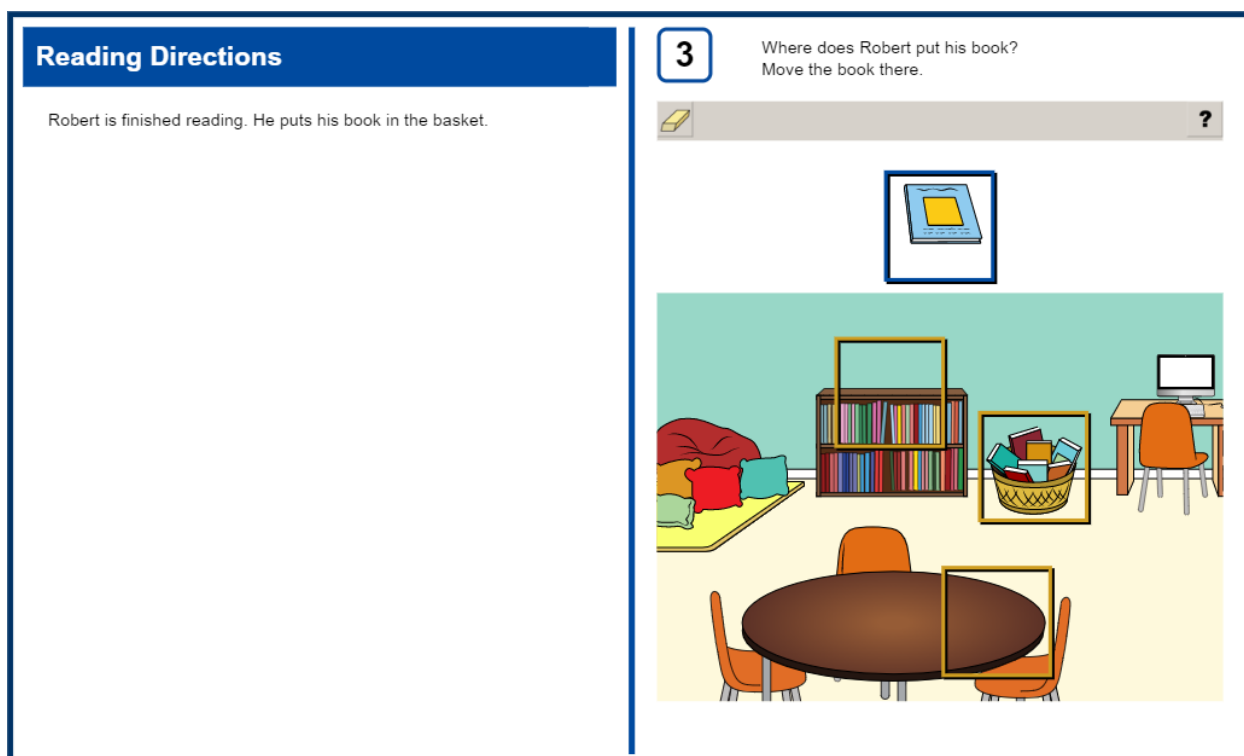 Reading Directions
Robert is finished reading. He puts his book in the basket.
3
Where does Robert put his book?
Move the book there.
?